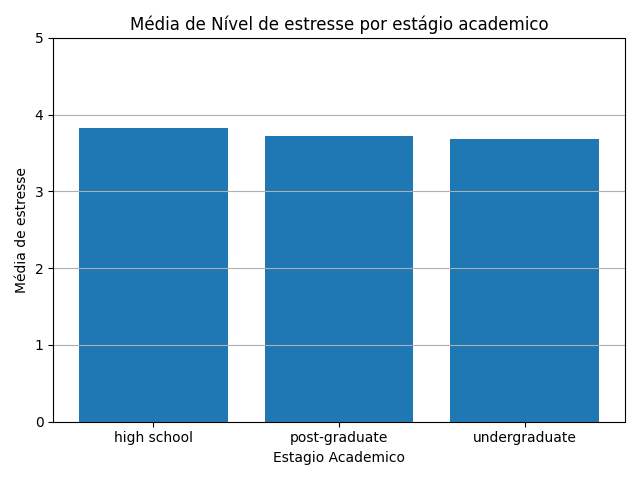 Média de Nível de estresse por estágio academico
5
4
3
2
1
0
Média de estresse
high school
post-graduate
undergraduate
Estagio Academico